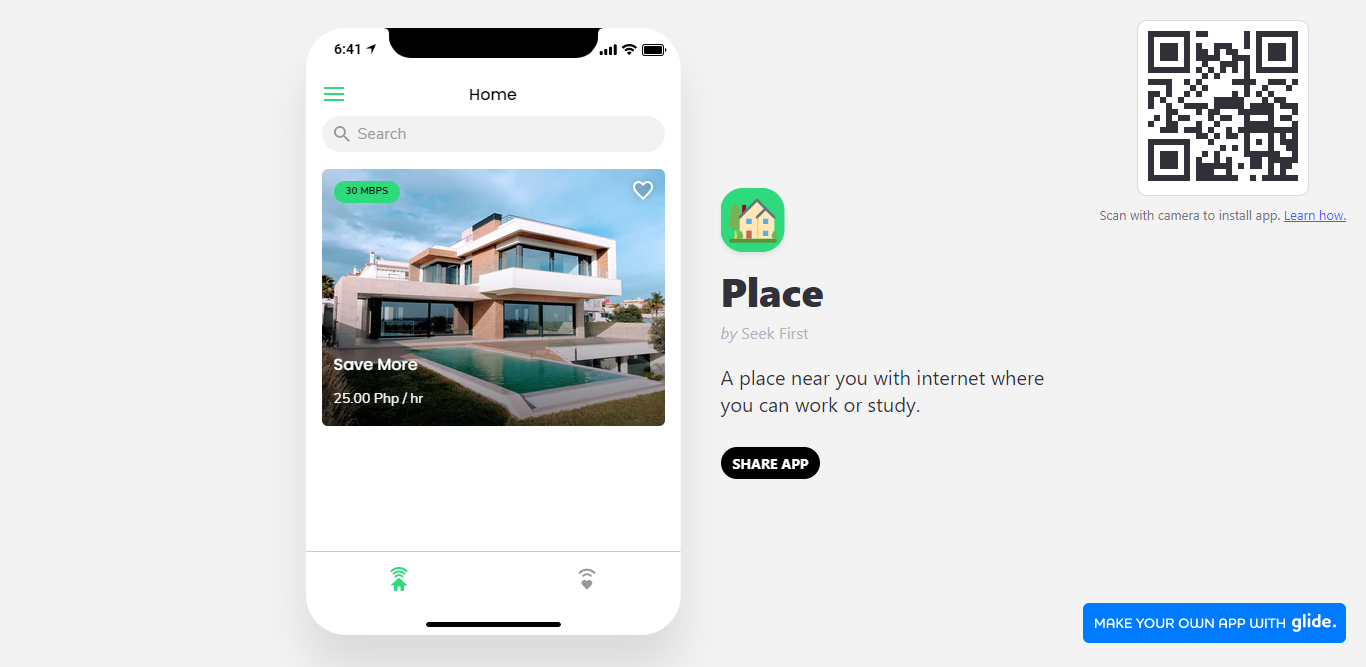 6:41
Home
Search
30 MBPS
Save More
25.00 Php / hr
Place
by Seek First
A place near you with internet where
you can work or study.
SHARE APP
Scan with camera to install app. Learn how.
MAKE YOUR OWN APP WITH glide.